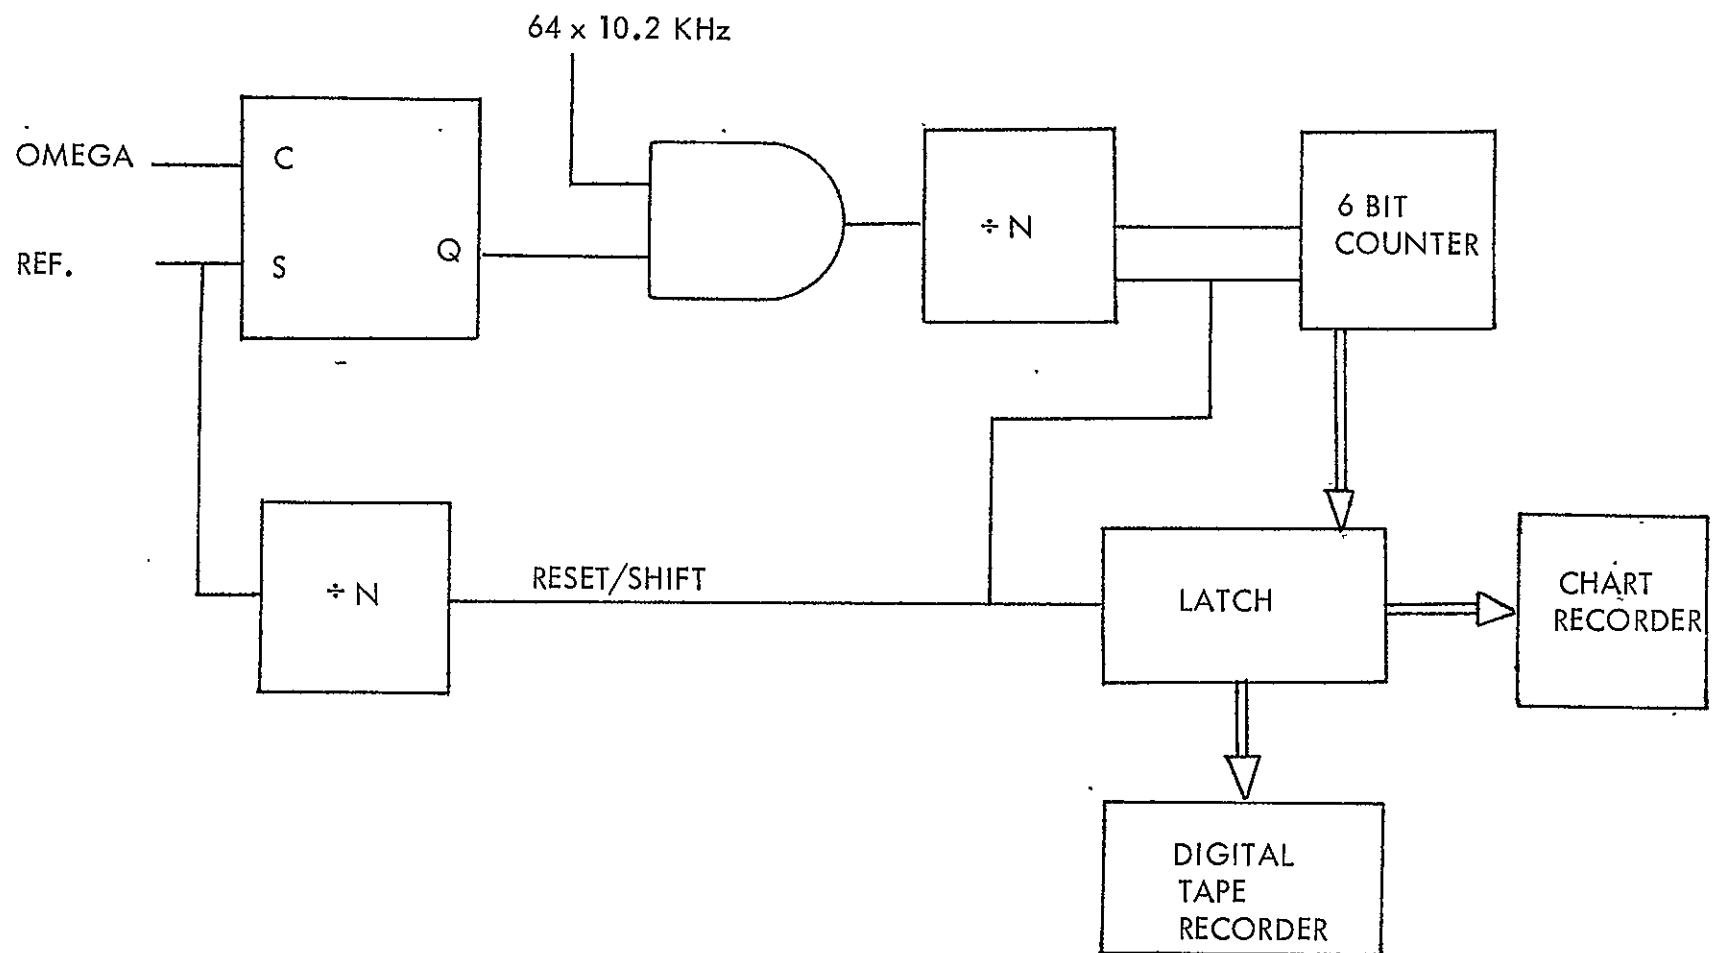 64 x 10.2 KHz
OMEGA
C
REF.
S
Q
÷ N
6 BIT
COUNTER
÷ N
RESET/SHIFT
LATCH
CHART
RECORDER
DIGITAL
TAPE
RECORDER